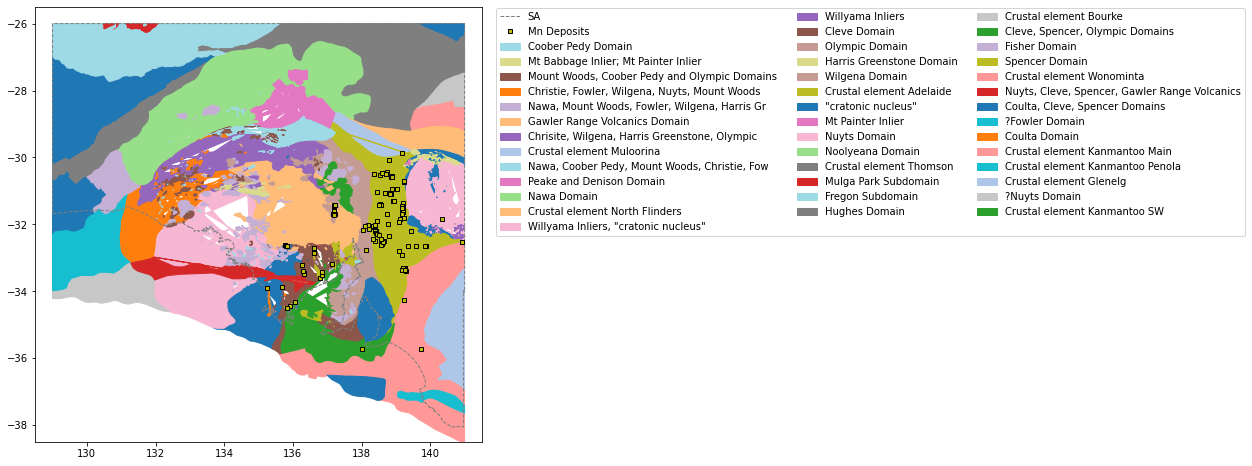 −26
−28
−30
−32
−34
−36
−38
130
132
134
136
138
140
SA
Mn Deposits
Coober Pedy Domain
Mt Babbage Inlier; Mt Painter Inlier
Mount Woods, Coober Pedy and Olympic Domains
Christie, Fowler, Wilgena, Nuyts, Mount Woods
Nawa, Mount Woods, Fowler, Wilgena, Harris Gr
Gawler Range Volcanics Domain
Chrisite, Wilgena, Harris Greenstone, Olympic
Crustal element Muloorina
Nawa, Coober Pedy, Mount Woods, Christie, Fow
Peake and Denison Domain
Nawa Domain
Crustal element North Flinders
Willyama Inliers, "cratonic nucleus"
Willyama Inliers
Cleve Domain
Olympic Domain
Harris Greenstone Domain
Wilgena Domain
Crustal element Adelaide
"cratonic nucleus"
Mt Painter Inlier
Nuyts Domain
Noolyeana Domain
Crustal element Thomson
Mulga Park Subdomain
Fregon Subdomain
Hughes Domain
Crustal element Bourke
Cleve, Spencer, Olympic Domains
Fisher Domain
Spencer Domain
Crustal element Wonominta
Nuyts, Cleve, Spencer, Gawler Range Volcanics
Coulta, Cleve, Spencer Domains
?Fowler Domain
Coulta Domain
Crustal element Kanmantoo Main
Crustal element Kanmantoo Penola
Crustal element Glenelg
?Nuyts Domain
Crustal element Kanmantoo SW